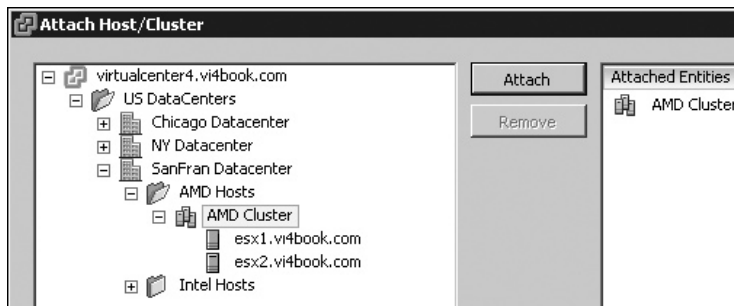 Attach Host/Cluster
virtualcenter4.vi4book.com
US DataCenters
Chicago Datacenter
NY Datacenter
SanFran Datacenter
AMD Hosts
AMD Cluster
esx1.vi4book.com
esx2.vi4book.com
Intel Hosts
Attach
Remove
Attached Entities
AMD Cluster